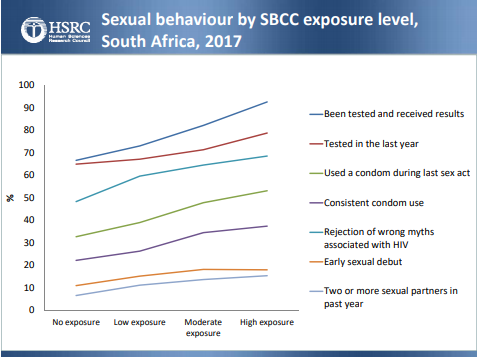 HSRC
Human Sciences
Research Council
Sexual behaviour by SBCC exposure level,
South Africa, 2017
100
90
80
70
60
50
40
30
20
10
0
%
No exposure
Low exposure
Moderate
exposure
High exposure
Been tested and received results
Tested in the last year
Used a condom during last sex act
Consistent condom use
Rejection of wrong myths
associated with HIV
Early sexual debut
Two or more sexual partners in
past year